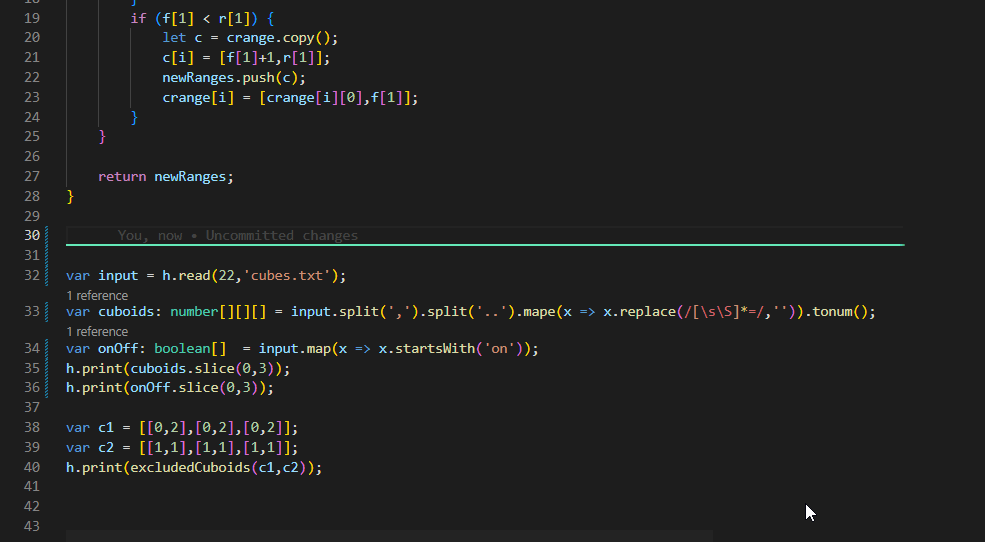 18 }
19 if (f[1] < r[1]) {
20 let c = crange.copy();
21 c[i] = [f[1]+1,r[1]];
22 newRanges.push(c);
23 crange[i] = [crange[i][0],f[1]];
24 }
25 }
26
27 return newRanges;
28 }
29
30 You, now • Uncommitted changes
31
32 var input = h.read(22,'cubes.txt');
1 reference
33 var cuboids: number[][][] = input.split(',').split('..').mape(x => x.replace(/[\s\S]*=/,'')).tonum();
1 reference
34 var onOff: boolean[]  = input.map(x => x.startsWith('on'));
35 h.print(cuboids.slice(0,3));
36 h.print(onOff.slice(0,3));
37
38 var c1 = [[0,2],[0,2],[0,2]];
39 var c2 = [[1,1],[1,1],[1,1]];
40 h.print(excludedCuboids(c1,c2));
41
42
43